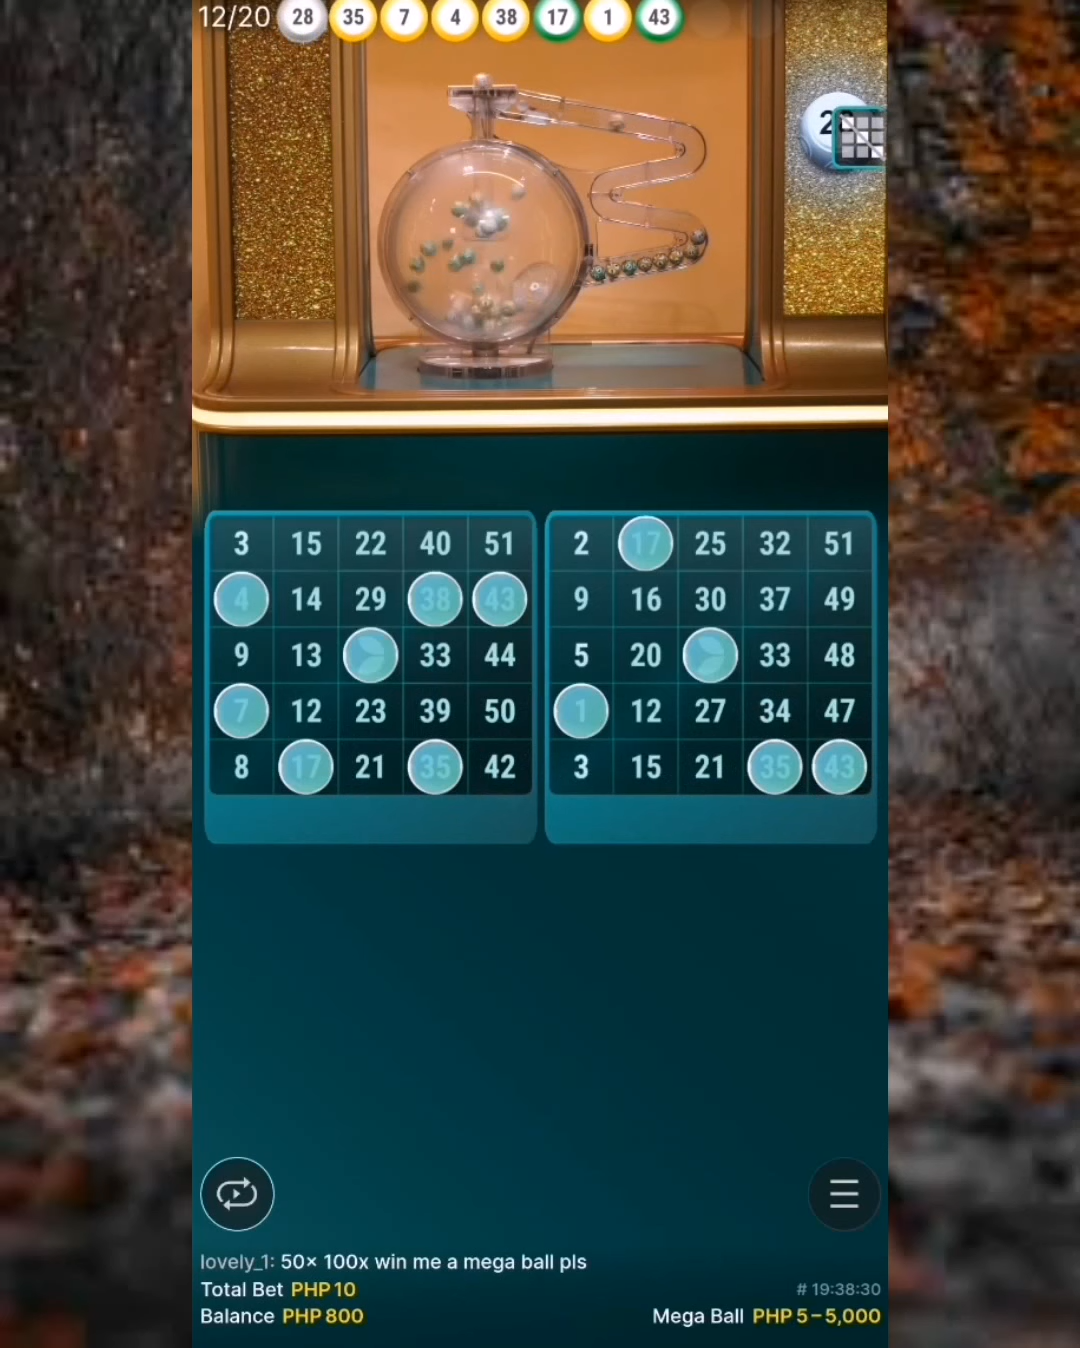 12/20 28 35 7 4 38 17 1 43
3 15 22 40 51
4 14 29 38 43
9 13 33 44
7 12 23 39 50
8 17 21 35 42
2 17 25 32 51
9 16 30 37 49
5 20 33 48
1 12 27 34 47
3 15 21 35 43
lovely_1: 50× 100x win me a mega ball pls
Total Bet PHP 10
# 19:38:30
Balance PHP 800
Mega Ball PHP 5–5,000